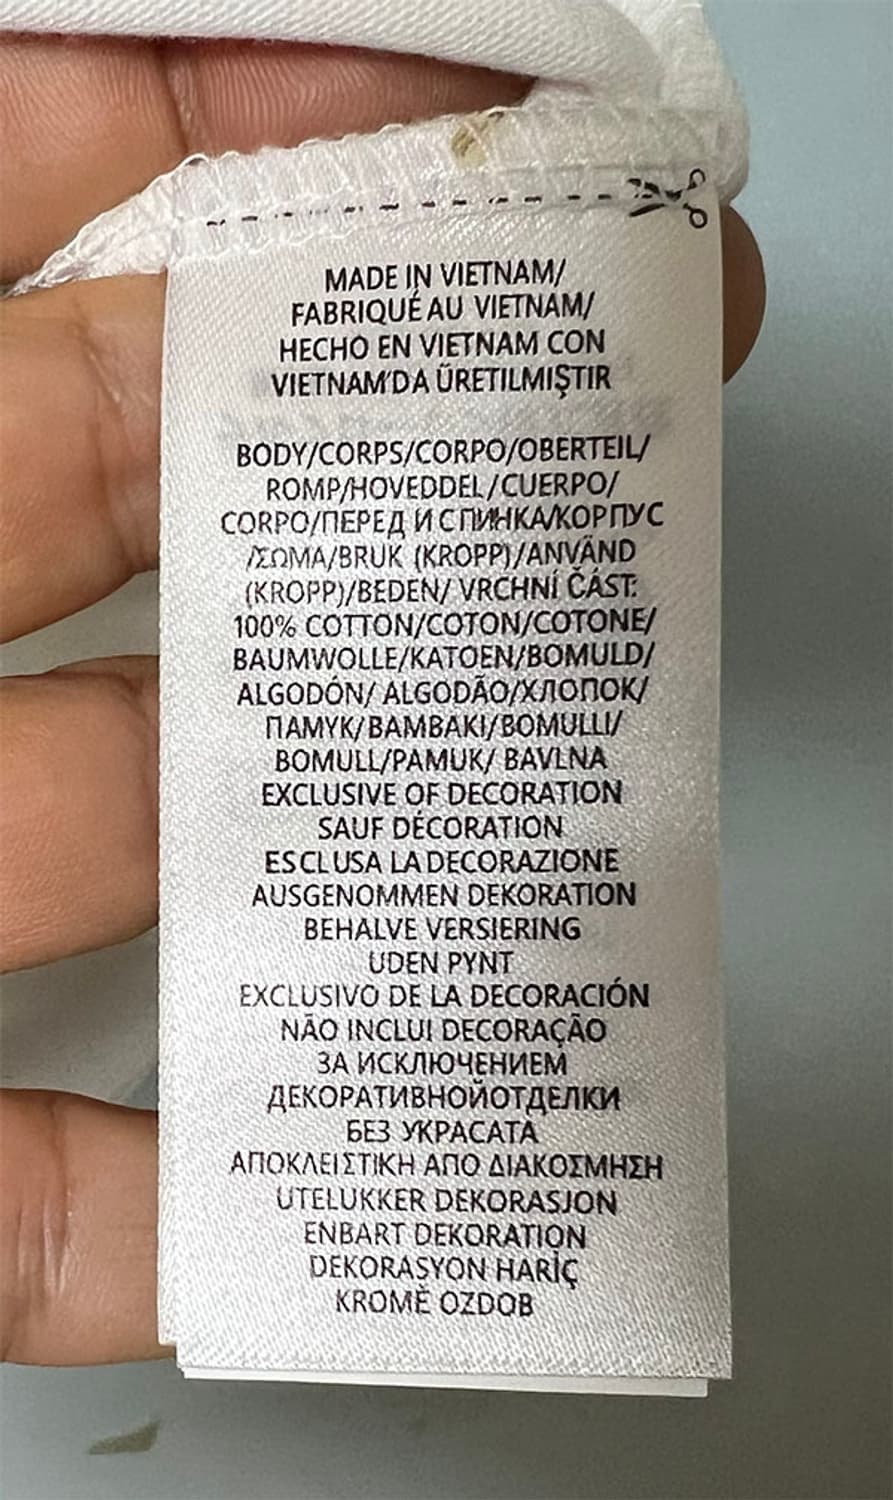 MADE IN VIETNAM/
FABRIQUÉ AU VIETNAM/
HECHO EN VIETNAM CON
VIETNAM'DA ÜRETILMIŞTIR
BODY/CORPS/CORPO/OBERTEIL/
ROMP/HOVEDDEL/CUERPO/
CORPO/ПЕРЕД И СПИНКА/КОРПУС
/ΣΩΜΑ/BRUK (KROPP)/ANVÄND
(KROPP)/BEDEN/ VRCHNÍ ČÁST:
100% COTTON/COTON/COTONE/
BAUMWOLLE/KATOEN/BOMULD/
ALGODÓN/ ALGODÃO/ХЛОПОК/
ПАМУК/BAMBAKI/BOMULLI/
BOMULL/PAMUK/ BAVLNA
EXCLUSIVE OF DECORATION
SAUF DÉCORATION
ESCLUSA LA DECORAZIONE
AUSGENOMMEN DEKORATION
BEHALVE VERSIERING
UDEN PYNT
EXCLUSIVO DE LA DECORACIÓN
NÃO INCLUI DECORAÇÃO
ЗА ИСКЛЮЧЕНИЕМ
ДЕКОРАТИВНОЙОТДЕЛКИ
БЕЗ УКРАСАТА
ΑΠΟΚΛΕΙΣΤΙΚΗ ΑΠΟ ΔΙΑΚΟΣΜΗΣΗ
UTELUKKER DEKORASJON
ENBART DEKORATION
DEKORASYON HARİÇ
KROMĚ OZDOB